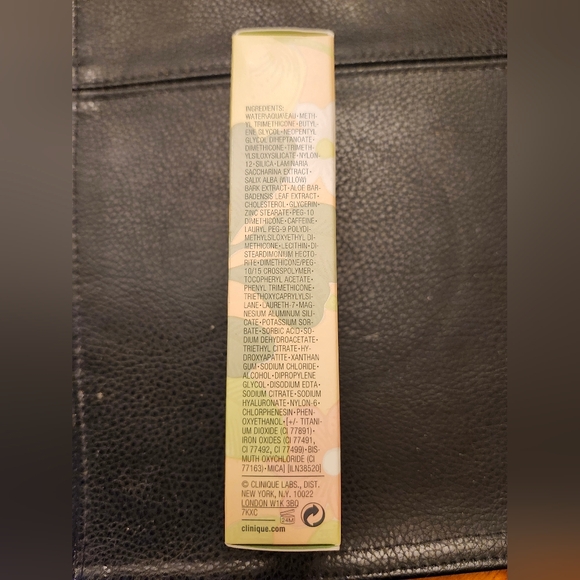 INGREDIENTS:
WATER\AQUA\EAU•METH-
YL TRIMETHICONE•BUTYL-
ENE GLYCOL•NEOPENTYL
GLYCOL DIHEPTANOATE•
DIMETHICONE•TRIMETH-
YLSILOXYSILICATE•NYLON-
12•SILICA•LAMINARIA
SACCHARINA EXTRACT•
SALIX ALBA (WILLOW)
BARK EXTRACT•ALOE BAR-
BADENSIS LEAF EXTRACT•
CHOLESTEROL•GLYCERIN•
ZINC STEARATE•PEG-10
DIMETHICONE•CAFFEINE•
LAURYL PEG-9 POLYDI-
METHYLSILOXYETHYL DI-
METHICONE•LECITHIN•DI-
STEARDIMONIUM HECTO-
RITE•DIMETHICONE/PEG-
10/15 CROSSPOLYMER•
TOCOPHERYL ACETATE•
PHENYL TRIMETHICONE•
TRIETHOXYCAPRYLYLSI-
LANE•LAURETH-7•MAG-
NESIUM ALUMINUM SILI-
CATE•POTASSIUM SOR-
BATE•SORBIC ACID•SO-
DIUM DEHYDROACETATE•
TRIETHYL CITRATE•HY-
DROXYAPATITE•XANTHAN
GUM•SODIUM CHLORIDE•
ALCOHOL•DIPROPYLENE
GLYCOL•DISODIUM EDTA•
SODIUM CITRATE•SODIUM
HYALURONATE•NYLON-6•
CHLORPHENESIN•PHEN-
OXYETHANOL•[+/- TITANI-
UM DIOXIDE (CI 77891)•
IRON OXIDES (CI 77491,
CI 77492, CI 77499)•BIS-
MUTH OXYCHLORIDE (CI
77163)•MICA] [ILN38520]
© CLINIQUE LABS., DIST.
NEW YORK, N.Y. 10022
LONDON W1K 3BQ
7KXC
24M
clinique.com